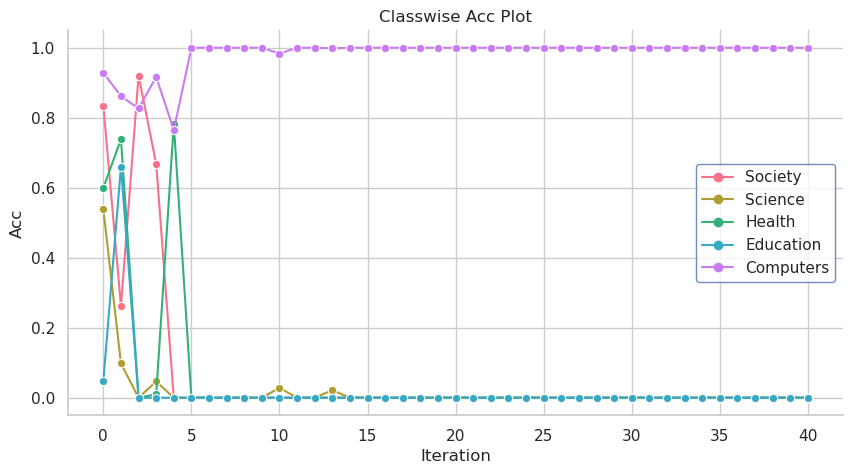 Classwise Acc Plot
1.0
0.8
0.6
0.4
0.2
0.0
Acc
Society
Science
Health
Education
Computers
0 5 10 15 20 25 30 35 40
Iteration